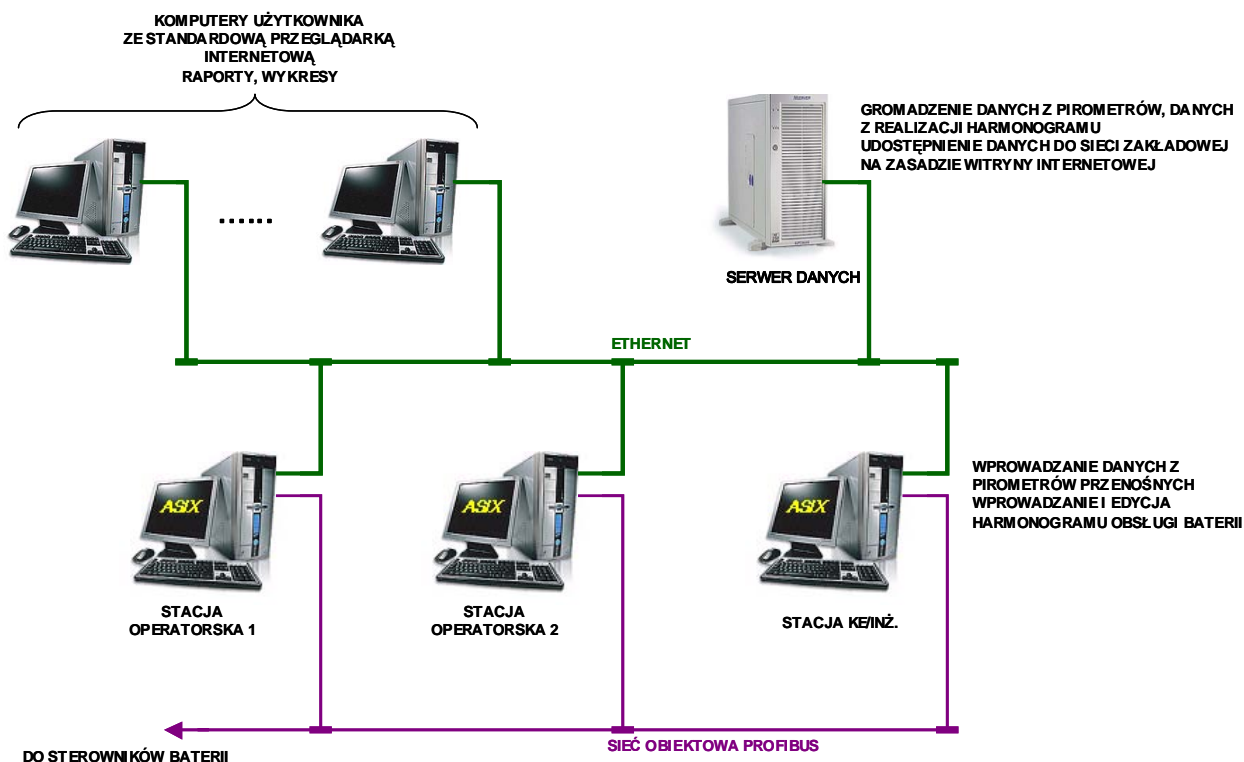 KOMPUTERY UŻYTKOWNIKA
ZE STANDARDOWĄ PRZEGLĄDARKĄ
INTERNETOWĄ
RAPORTY, WYKRESY
GROMADZENIE DANYCH Z PIROMETRÓW, DANYCH
Z REALIZACJI HARMONOGRAMU
UDOSTĘPNIENIE DANYCH DO SIECI ZAKŁADOWEJ
NA ZASADZIE WITRYNY INTERNETOWEJ
......
SERWER DANYCH
ETHERNET
ASIX
ASIX
ASIX
WPROWADZANIE DANYCH Z
PIROMETRÓW PRZENOŚNYCH
WPROWADZANIE I EDYCJA
HARMONOGRAMU OBSŁUGI BATERII
STACJA
OPERATORSKA 1
STACJA
OPERATORSKA 2
STACJA KE/INŻ.
SIEĆ OBIEKTOWA PROFIBUS
DO STEROWNIKÓW BATERII